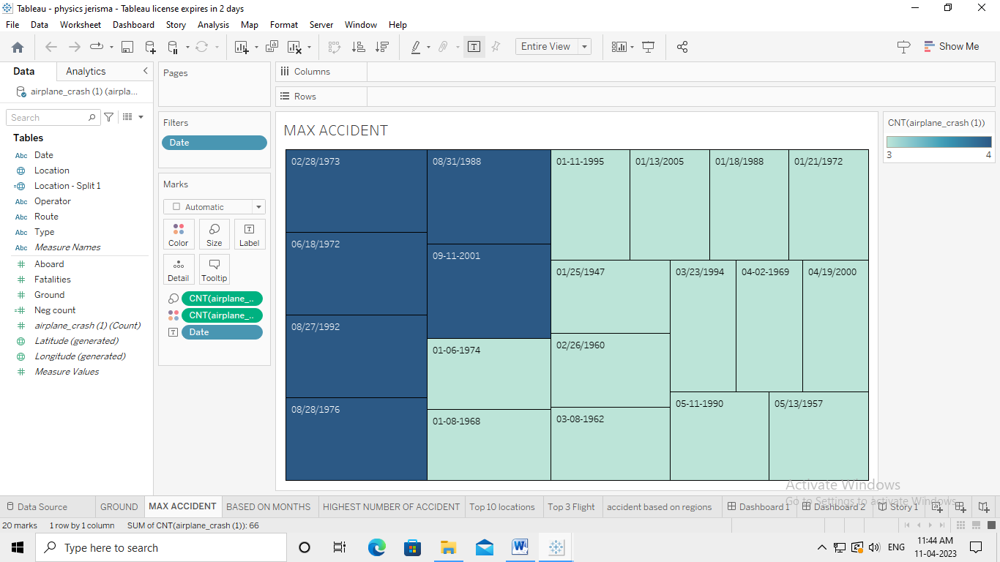 Tableau - physics jerisma - Tableau license expires in 2 days
File Data Worksheet Dashboard Story Analysis Map Format Server Window Help
Entire View
Show Me
Data Analytics
airplane_crash (1) (airpla...
Search
Tables
Abc Date
Location
Location - Split 1
Abc Operator
Abc Route
Abc Type
Abc Measure Names
Aboard
Fatalities
Ground
Neg count
airplane_crash (1) (Count)
Latitude (generated)
Longitude (generated)
Measure Values
Pages
Filters
Date
Marks
Automatic
Color Size Label
Detail Tooltip
CNT(airplane_..
CNT(airplane_..
Date
Columns
Rows
MAX ACCIDENT
02/28/1973 08/31/1988 01-11-1995 01/13/2005 01/18/1988 01/21/1972
06/18/1972
09-11-2001
01/25/1947 03/23/1994 04-02-1969 04/19/2000
08/27/1992
01-06-1974
02/26/1960
08/28/1976
01-08-1968
03-08-1962
05-11-1990 05/13/1957
CNT(airplane_crash (1))
3 4
Activate Windows
Go to Settings to activate Windows.
Data Source GROUND MAX ACCIDENT BASED ON MONTHS HIGHEST NUMBER OF ACCIDENT Top 10 locations Top 3 Flight accident based on regions Dashboard 1 Dashboard 2 Story 1
20 marks 1 row by 1 column SUM of CNT(airplane_crash (1)): 66
Type here to search
ENG
11:44 AM
11-04-2023